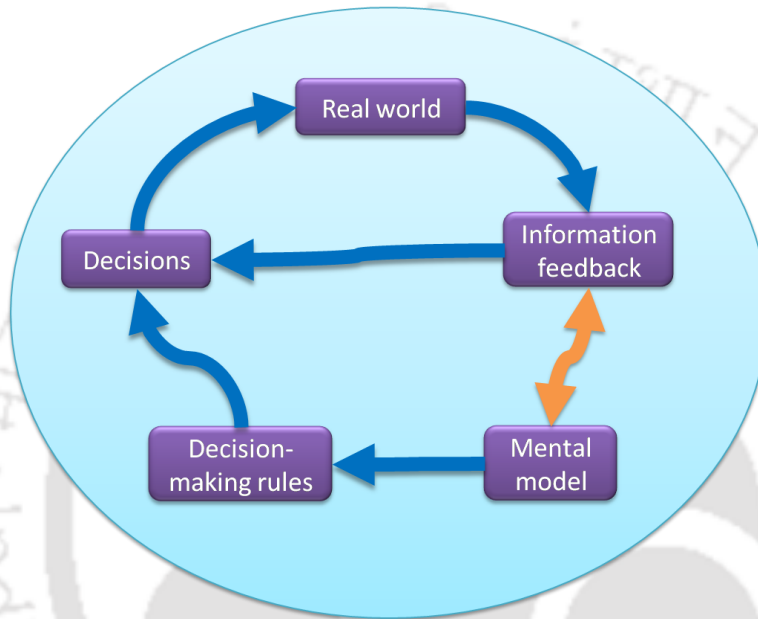 Real world
Information
feedback
Decisions
Decision-
making rules
Mental
model